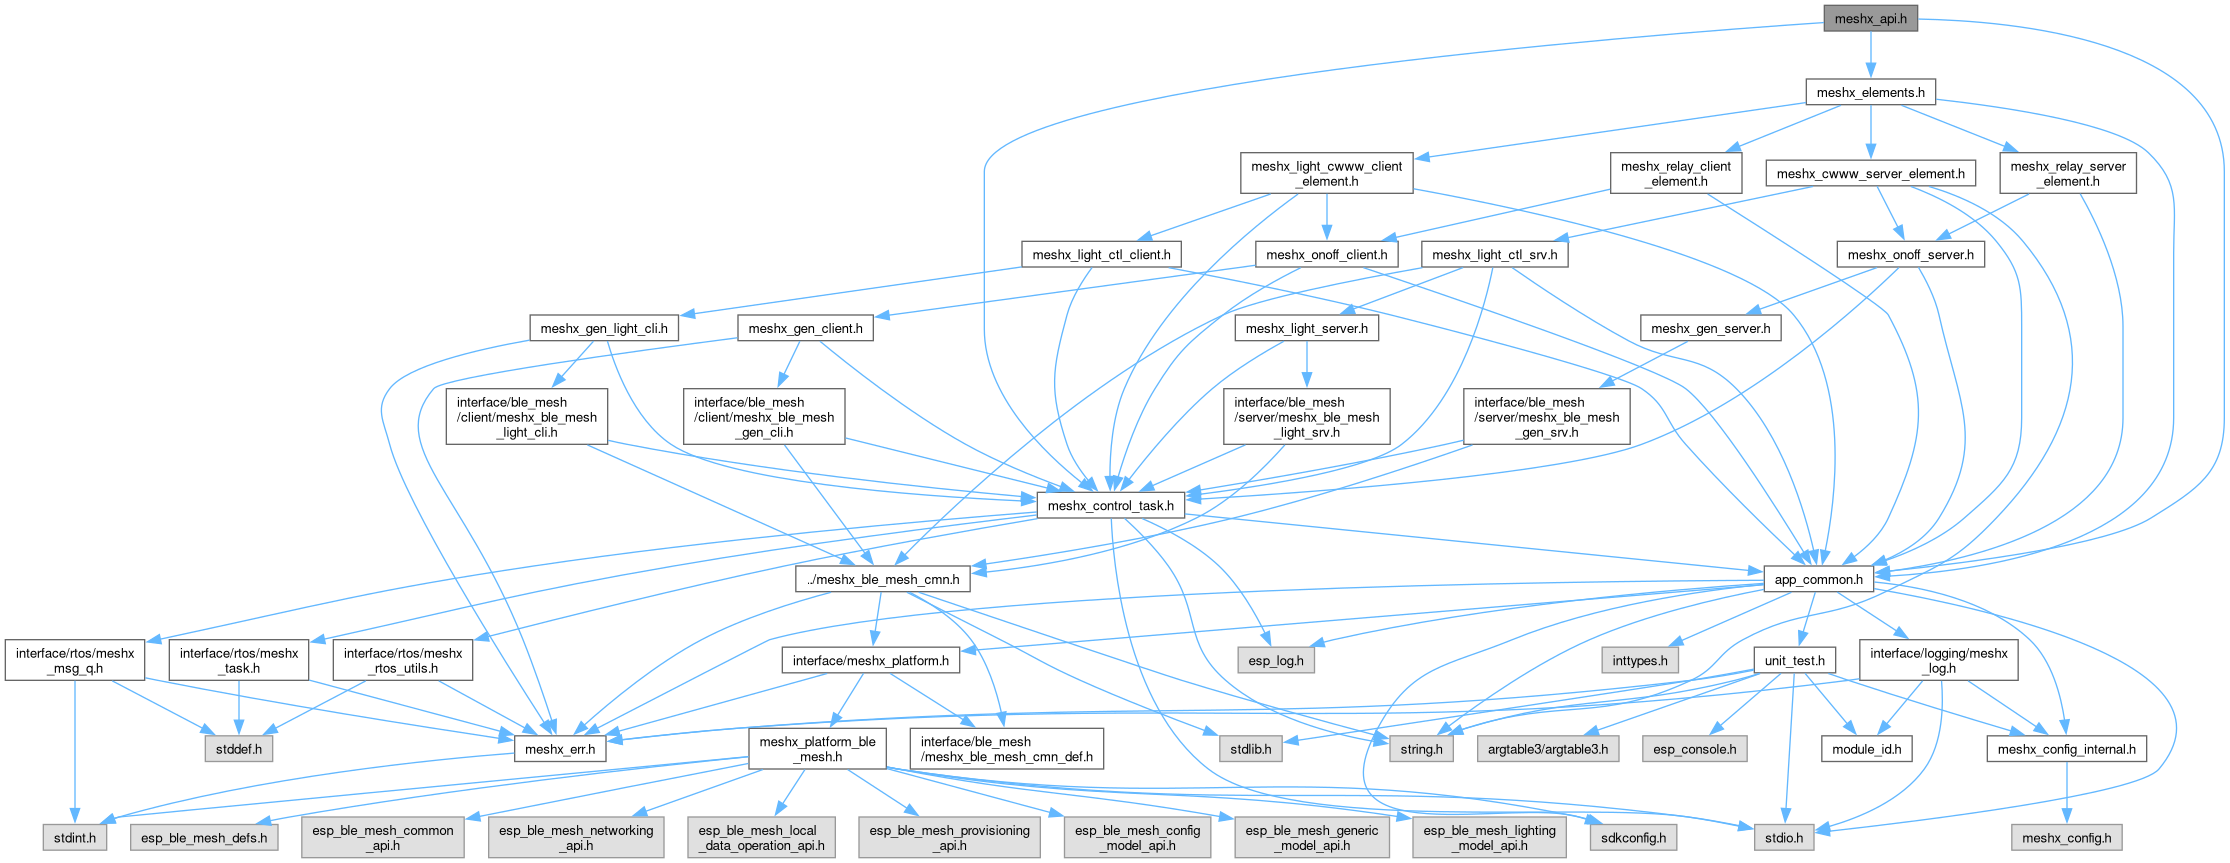 meshx_api.h
meshx_elements.h
meshx_light_cwww_client
_element.h
meshx_relay_client
_element.h
meshx_cwww_server_element.h
meshx_relay_server
_element.h
meshx_light_ctl_client.h
meshx_onoff_client.h
meshx_light_ctl_srv.h
meshx_onoff_server.h
meshx_gen_light_cli.h
meshx_gen_client.h
meshx_light_server.h
meshx_gen_server.h
interface/ble_mesh
/client/meshx_ble_mesh
_light_cli.h
interface/ble_mesh
/client/meshx_ble_mesh
_gen_cli.h
interface/ble_mesh
/server/meshx_ble_mesh
_light_srv.h
interface/ble_mesh
/server/meshx_ble_mesh
_gen_srv.h
meshx_control_task.h
../meshx_ble_mesh_cmn.h
app_common.h
interface/rtos/meshx
_msg_q.h
interface/rtos/meshx
_task.h
interface/rtos/meshx
_rtos_utils.h
interface/meshx_platform.h
esp_log.h
inttypes.h
unit_test.h
interface/logging/meshx
_log.h
stddef.h
meshx_err.h
meshx_platform_ble
_mesh.h
interface/ble_mesh
/meshx_ble_mesh_cmn_def.h
stdlib.h
string.h
argtable3/argtable3.h
esp_console.h
module_id.h
meshx_config_internal.h
stdint.h
esp_ble_mesh_defs.h
esp_ble_mesh_common
_api.h
esp_ble_mesh_networking
_api.h
esp_ble_mesh_local
_data_operation_api.h
esp_ble_mesh_provisioning
_api.h
esp_ble_mesh_config
_model_api.h
esp_ble_mesh_generic
_model_api.h
esp_ble_mesh_lighting
_model_api.h
sdkconfig.h
stdio.h
meshx_config.h